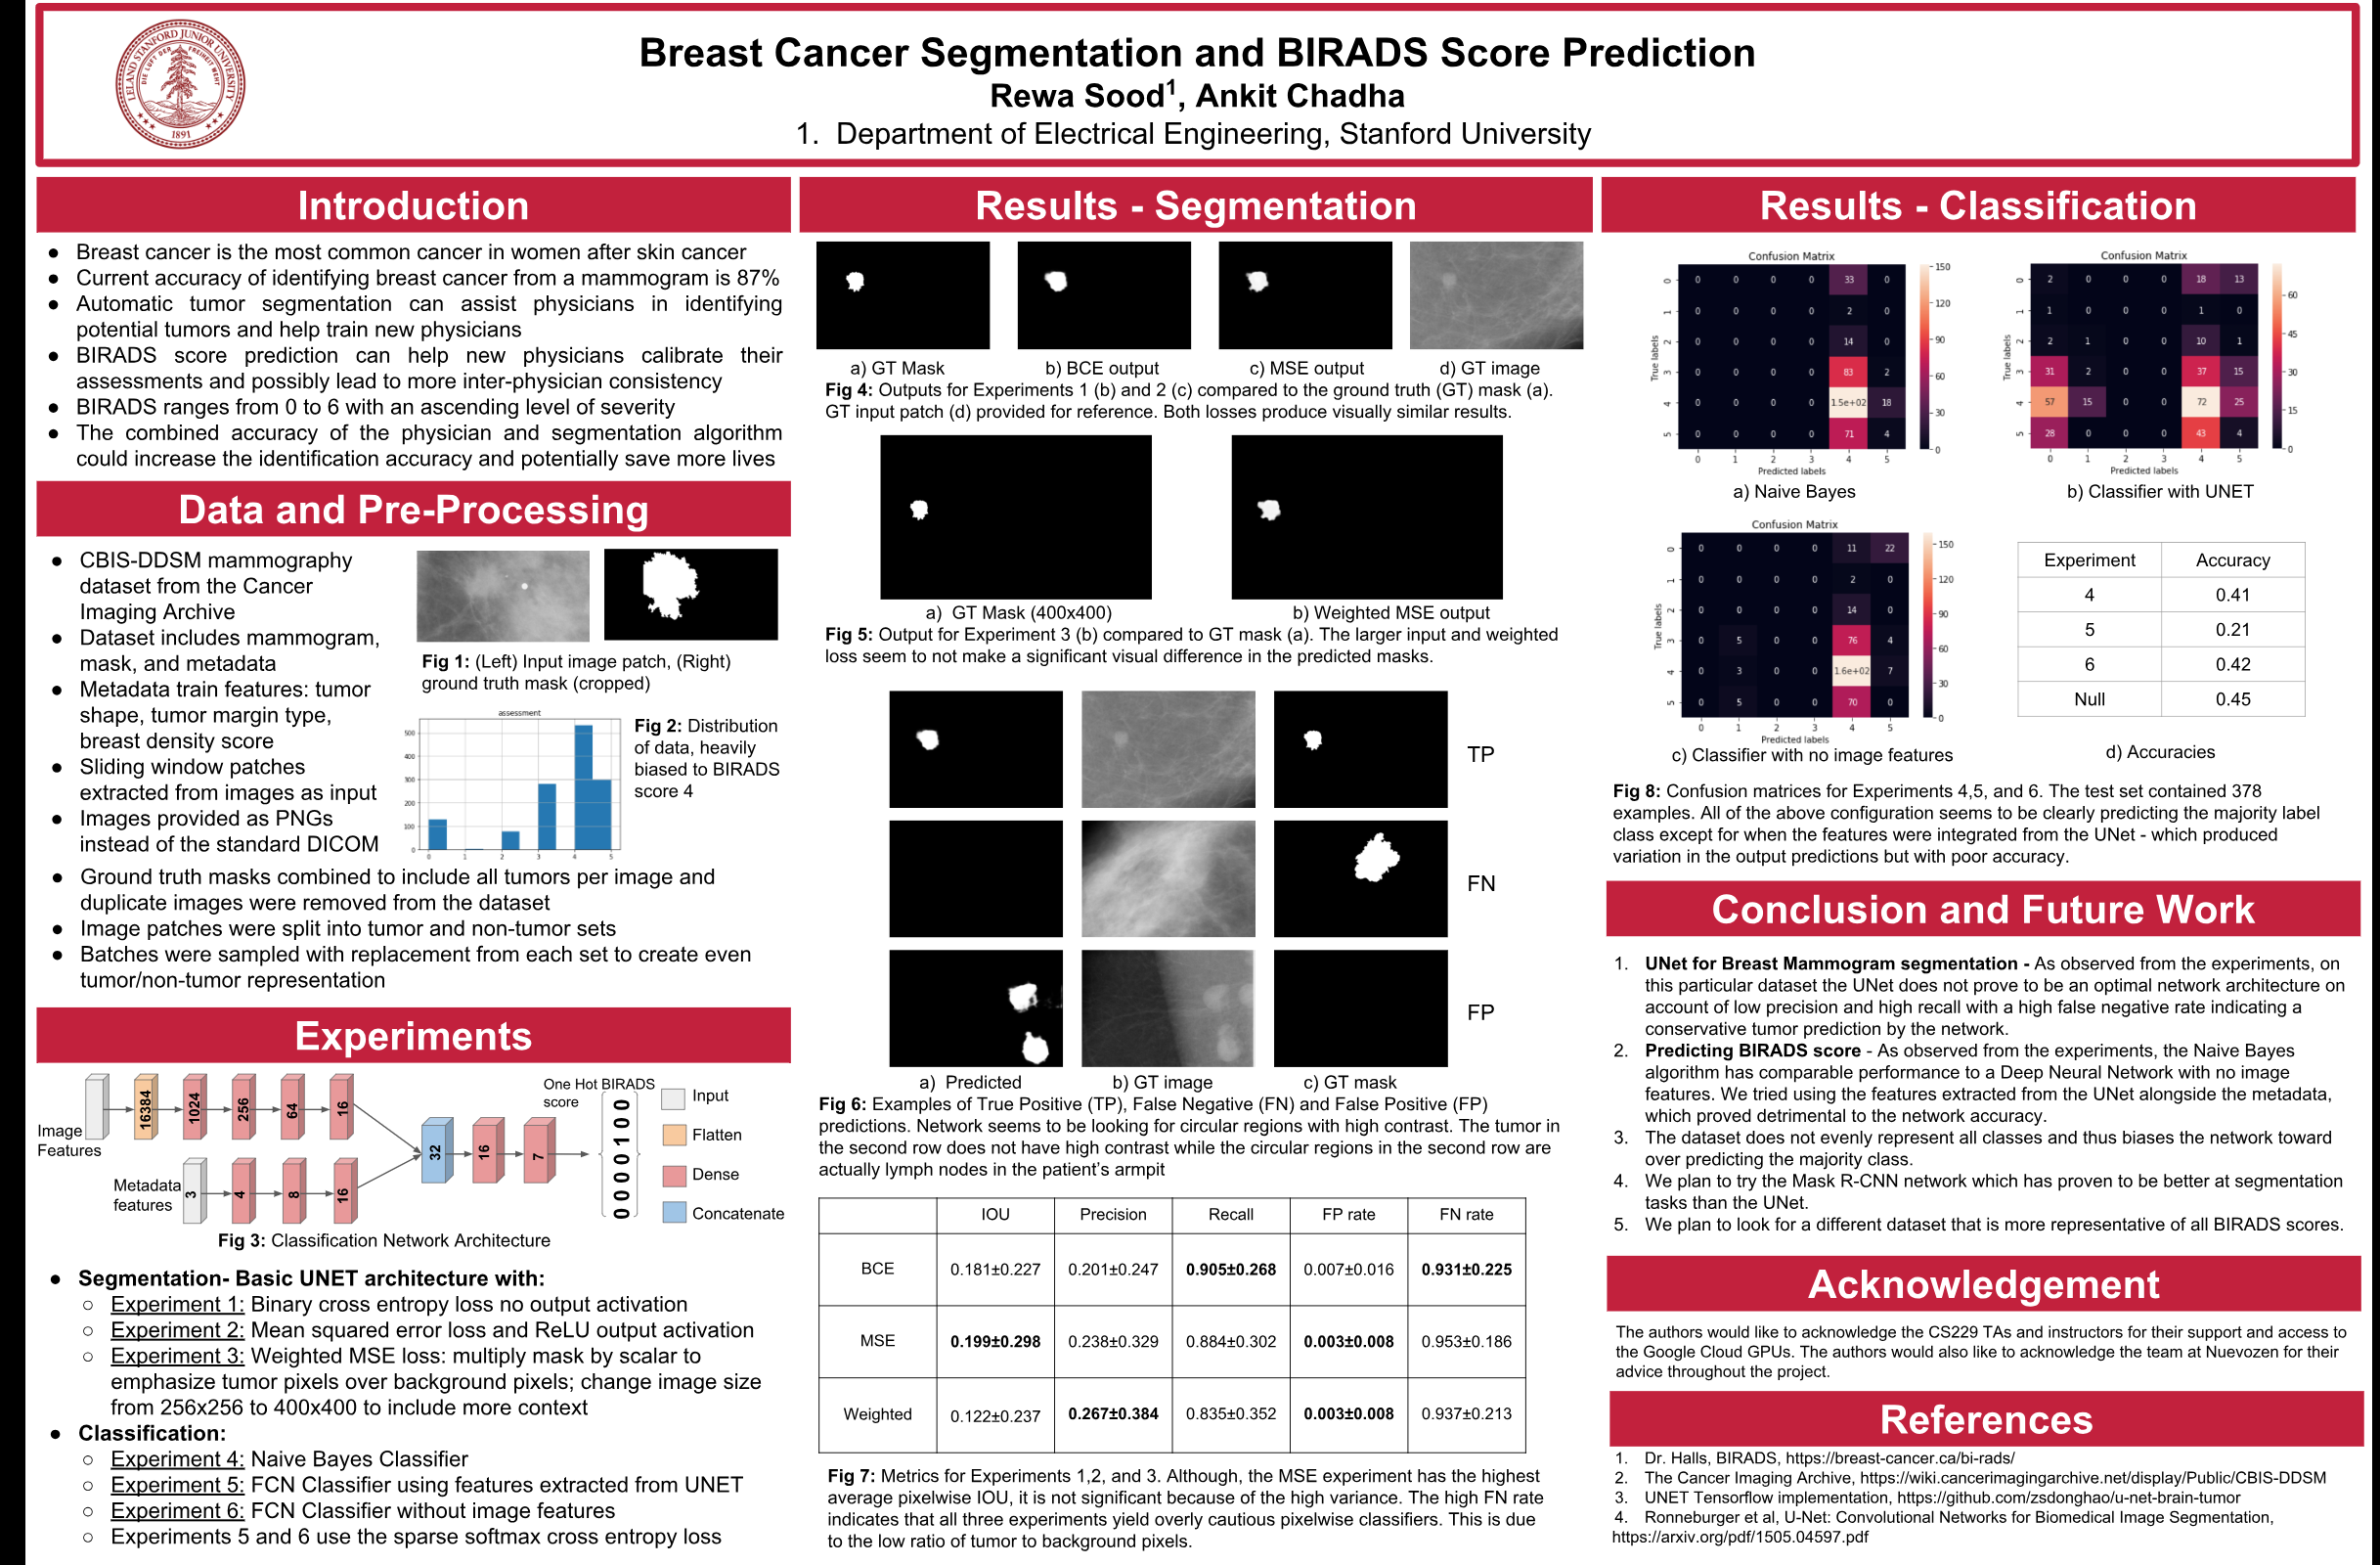 LELAND STANFORD JUNIOR UNIVERSITY
DIE LUFT DER FREIHEIT WEHT
1891
Breast Cancer Segmentation and BIRADS Score Prediction
Rewa Sood1, Ankit Chadha
1. Department of Electrical Engineering, Stanford University
Introduction
● Breast cancer is the most common cancer in women after skin cancer
● Current accuracy of identifying breast cancer from a mammogram is 87%
● Automatic tumor segmentation can assist physicians in identifying
potential tumors and help train new physicians
● BIRADS score prediction can help new physicians calibrate their
assessments and possibly lead to more inter-physician consistency
● BIRADS ranges from 0 to 6 with an ascending level of severity
● The combined accuracy of the physician and segmentation algorithm
could increase the identification accuracy and potentially save more lives
Data and Pre-Processing
● CBIS-DDSM mammography
dataset from the Cancer
Imaging Archive
● Dataset includes mammogram,
mask, and metadata
● Metadata train features: tumor
shape, tumor margin type,
breast density score
● Sliding window patches
extracted from images as input
● Images provided as PNGs
instead of the standard DICOM
● Ground truth masks combined to include all tumors per image and
duplicate images were removed from the dataset
● Image patches were split into tumor and non-tumor sets
● Batches were sampled with replacement from each set to create even
tumor/non-tumor representation
Fig 1: (Left) Input image patch, (Right)
ground truth mask (cropped)
assessment
500
400
300
200
100
0
0 1 2 3 4 5
Fig 2: Distribution
of data, heavily
biased to BIRADS
score 4
Experiments
Image
Features
16384
1024
256
64
16
Metadata
features
3
4
8
16
32
16
7
One Hot BIRADS
score
0 0 0 0 1 0 0
Input
Flatten
Dense
Concatenate
Fig 3: Classification Network Architecture
● Segmentation- Basic UNET architecture with:
○ Experiment 1: Binary cross entropy loss no output activation
○ Experiment 2: Mean squared error loss and ReLU output activation
○ Experiment 3: Weighted MSE loss: multiply mask by scalar to
emphasize tumor pixels over background pixels; change image size
from 256x256 to 400x400 to include more context
● Classification:
○ Experiment 4: Naive Bayes Classifier
○ Experiment 5: FCN Classifier using features extracted from UNET
○ Experiment 6: FCN Classifier without image features
○ Experiments 5 and 6 use the sparse softmax cross entropy loss
Results - Segmentation
a) GT Mask b) BCE output c) MSE output d) GT image
Fig 4: Outputs for Experiments 1 (b) and 2 (c) compared to the ground truth (GT) mask (a).
GT input patch (d) provided for reference. Both losses produce visually similar results.
a) GT Mask (400x400) b) Weighted MSE output
Fig 5: Output for Experiment 3 (b) compared to GT mask (a). The larger input and weighted
loss seem to not make a significant visual difference in the predicted masks.
TP
FN
FP
a) Predicted b) GT image c) GT mask
Fig 6: Examples of True Positive (TP), False Negative (FN) and False Positive (FP)
predictions. Network seems to be looking for circular regions with high contrast. The tumor in
the second row does not have high contrast while the circular regions in the second row are
actually lymph nodes in the patient's armpit
IOU Precision Recall FP rate FN rate
BCE 0.181±0.227 0.201±0.247 0.905±0.268 0.007±0.016 0.931±0.225
MSE 0.199±0.298 0.238±0.329 0.884±0.302 0.003±0.008 0.953±0.186
Weighted 0.122±0.237 0.267±0.384 0.835±0.352 0.003±0.008 0.937±0.213
Fig 7: Metrics for Experiments 1,2, and 3. Although, the MSE experiment has the highest
average pixelwise IOU, it is not significant because of the high variance. The high FN rate
indicates that all three experiments yield overly cautious pixelwise classifiers. This is due
to the low ratio of tumor to background pixels.
Results - Classification
Confusion Matrix
True labels
0 0 0 0 0 33 0
1 0 0 0 0 2 0
2 0 0 0 0 14 0
3 0 0 0 0 83 2
4 0 0 0 0 1.5e+02 18
5 0 0 0 0 71 4
0 1 2 3 4 5
Predicted labels
150
120
90
60
30
0
a) Naive Bayes
Confusion Matrix
True labels
0 2 0 0 0 18 13
1 1 0 0 0 1 0
2 2 1 0 0 10 1
3 31 2 0 0 37 15
4 57 15 0 0 72 25
5 28 0 0 0 43 4
0 1 2 3 4 5
Predicted labels
60
45
30
15
0
b) Classifier with UNET
Confusion Matrix
True labels
0 0 0 0 0 11 22
1 0 0 0 0 2 0
2 0 0 0 0 14 0
3 0 5 0 0 76 4
4 0 3 0 0 1.6e+02 7
5 0 5 0 0 70 0
0 1 2 3 4 5
Predicted labels
150
120
90
60
30
0
c) Classifier with no image features
Experiment Accuracy
4 0.41
5 0.21
6 0.42
Null 0.45
d) Accuracies
Fig 8: Confusion matrices for Experiments 4,5, and 6. The test set contained 378
examples. All of the above configuration seems to be clearly predicting the majority label
class except for when the features were integrated from the UNet - which produced
variation in the output predictions but with poor accuracy.
Conclusion and Future Work
1. UNet for Breast Mammogram segmentation - As observed from the experiments, on
this particular dataset the UNet does not prove to be an optimal network architecture on
account of low precision and high recall with a high false negative rate indicating a
conservative tumor prediction by the network.
2. Predicting BIRADS score - As observed from the experiments, the Naive Bayes
algorithm has comparable performance to a Deep Neural Network with no image
features. We tried using the features extracted from the UNet alongside the metadata,
which proved detrimental to the network accuracy.
3. The dataset does not evenly represent all classes and thus biases the network toward
over predicting the majority class.
4. We plan to try the Mask R-CNN network which has proven to be better at segmentation
tasks than the UNet.
5. We plan to look for a different dataset that is more representative of all BIRADS scores.
Acknowledgement
The authors would like to acknowledge the CS229 TAs and instructors for their support and access to
the Google Cloud GPUs. The authors would also like to acknowledge the team at Nuevozen for their
advice throughout the project.
References
1. Dr. Halls, BIRADS, https://breast-cancer.ca/bi-rads/
2. The Cancer Imaging Archive, https://wiki.cancerimagingarchive.net/display/Public/CBIS-DDSM
3. UNET Tensorflow implementation, https://github.com/zsdonghao/u-net-brain-tumor
4. Ronneburger et al, U-Net: Convolutional Networks for Biomedical Image Segmentation,
https://arxiv.org/pdf/1505.04597.pdf